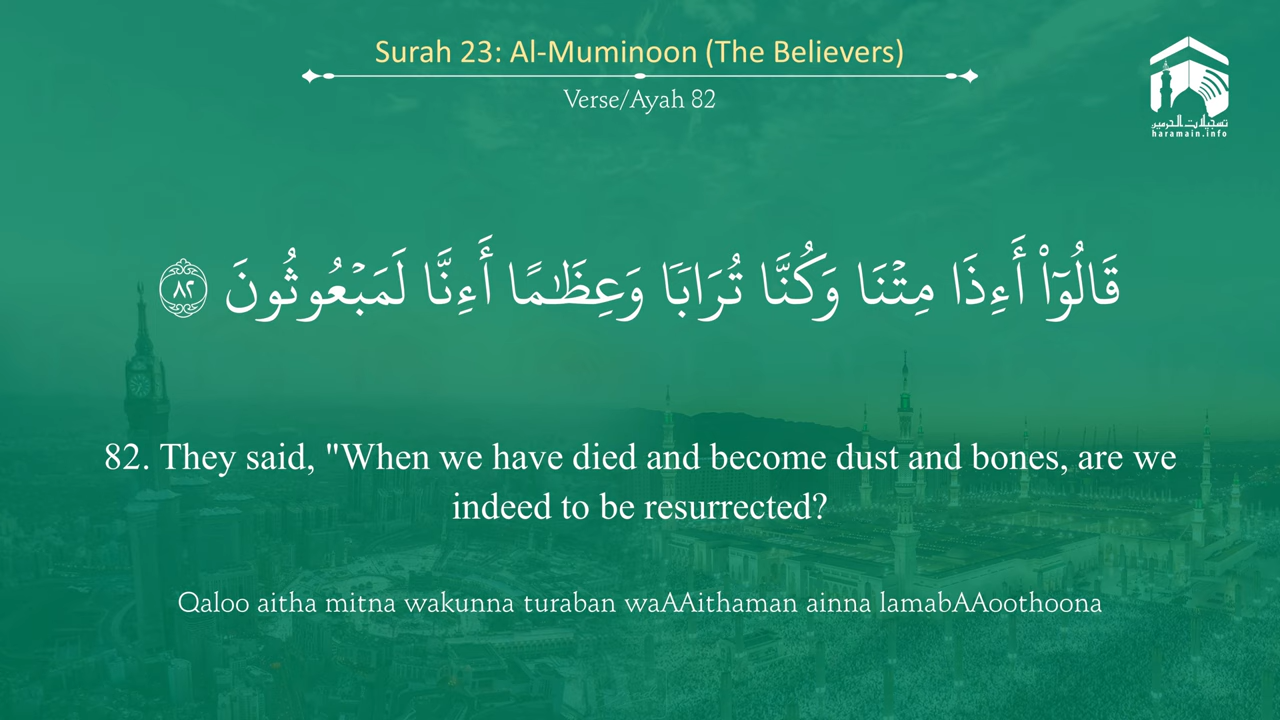 Surah 23: Al-Muminoon (The Believers)
Verse/Ayah 82
تسجيلات الحرمين
haramain.info
قَالُوٓا۟ أَءِذَا مِتْنَا وَكُنَّا تُرَابًا وَعِظَـٰمًا أَءِنَّا لَمَبْعُوثُونَ ٨٢
82. They said, "When we have died and become dust and bones, are we
indeed to be resurrected?
Qaloo aitha mitna wakunna turaban waAAithaman ainna lamabAAoothoona